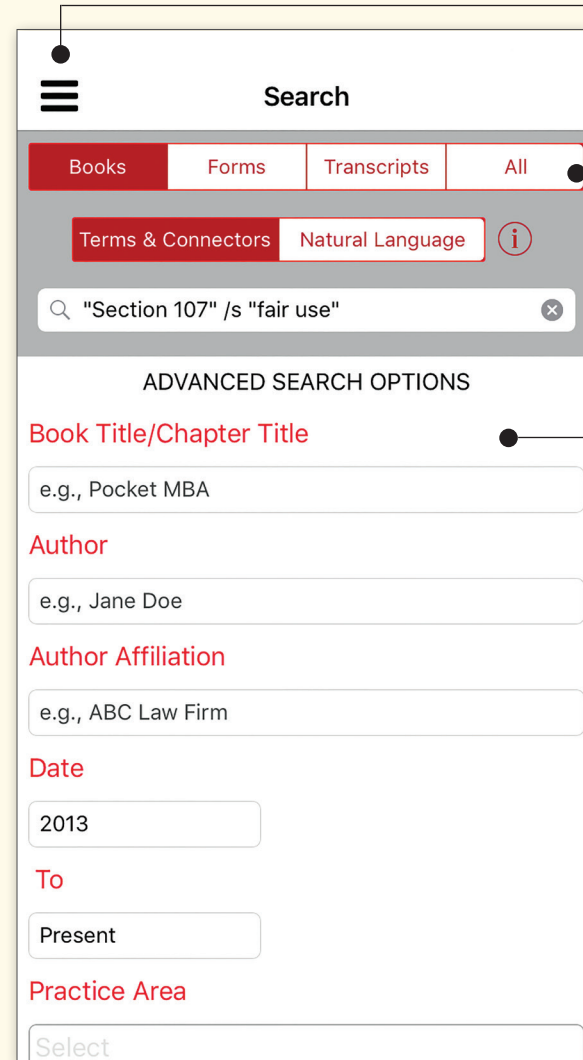 Search
Books Forms Transcripts All
Terms & Connectors Natural Language i
"Section 107" /s "fair use"
ADVANCED SEARCH OPTIONS
Book Title/Chapter Title
e.g., Pocket MBA
Author
e.g., Jane Doe
Author Affiliation
e.g., ABC Law Firm
Date
2013
To
Present
Practice Area
Select